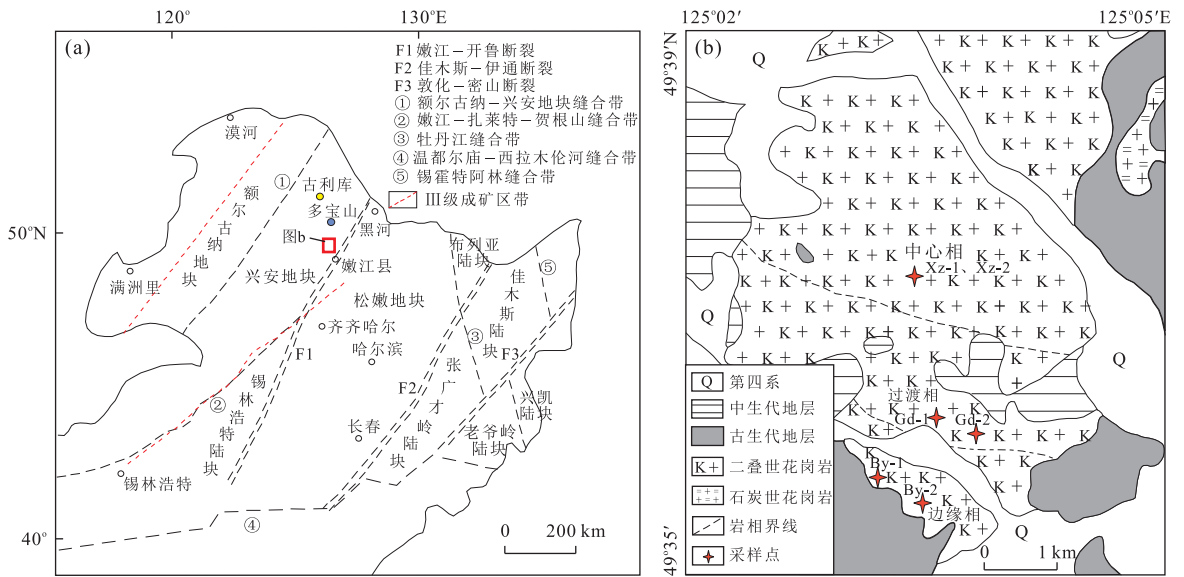 120°
130°
(a)
F1 嫩江–开鲁断裂
F2 佳木斯–伊通断裂
F3 敦化–密山断裂
① 额尔古纳–兴安地块缝合带
② 嫩江–扎莱特–贺根山缝合带
③ 牡丹江缝合带
④ 温都尔庙–西拉木伦河缝合带
⑤ 锡霍特阿林缝合带
III级成矿区带
漠河
①
古利库
多宝山
黑河
额尔古纳地块
50°N
图b
嫩江县
布列亚陆块
⑤
满洲里
兴安地块
松嫩地块
佳木斯陆块
齐齐哈尔
③
哈尔滨
F1
F3
F2
张广才岭陆块
兴凯陆块
②
锡林浩特陆块
长春
老爷岭陆块
锡林浩特
④
40°
0 200 km
125°02′
125°05′E
(b)
49°39′N
Q
Q
Q
中心相
Xz-1、Xz-2
过渡相
Gd-1
Gd-2
By-1
By-2
边缘相
Q
49°35′
0 1 km
Q 第四系
中生代地层
古生代地层
K+ 二叠世花岗岩
石炭世花岗岩
岩相界线
采样点